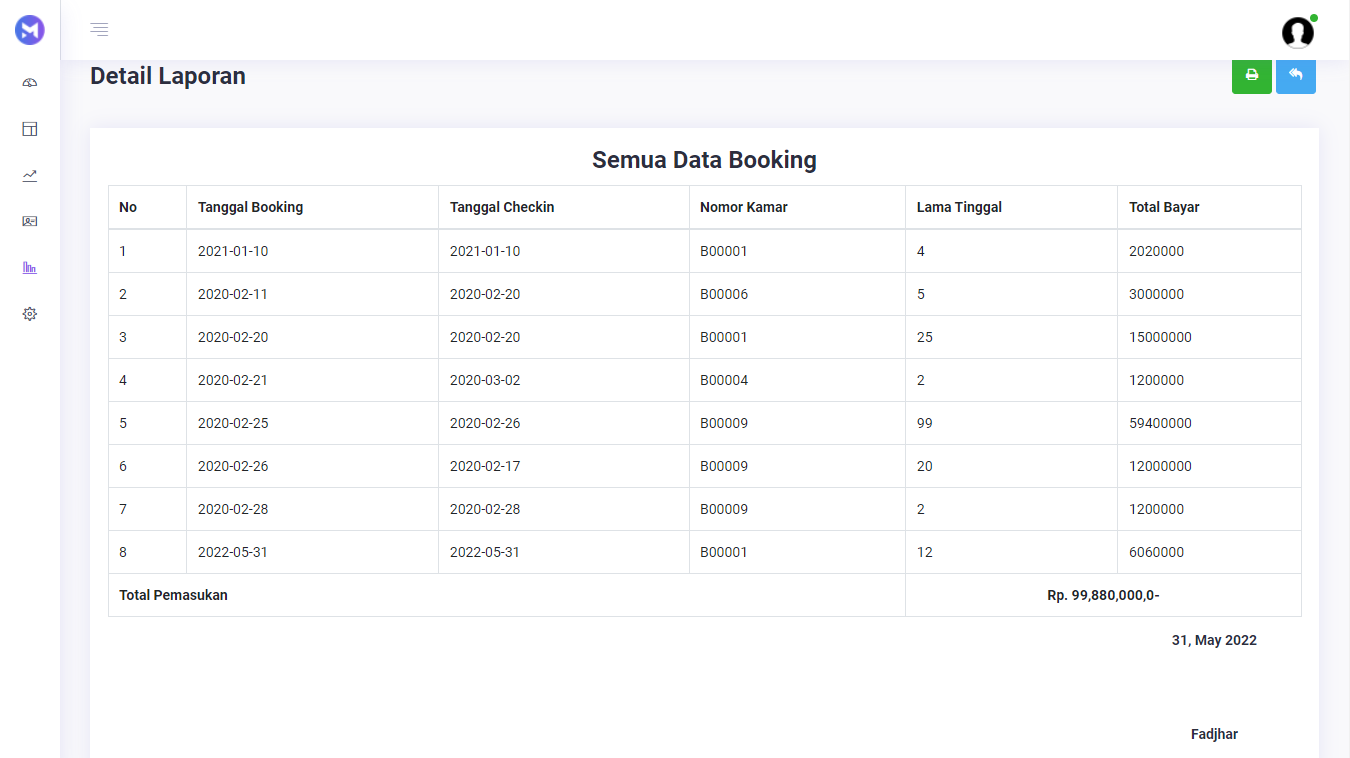 Detail Laporan
Semua Data Booking
No Tanggal Booking Tanggal Checkin Nomor Kamar Lama Tinggal Total Bayar
1 2021-01-10 2021-01-10 B00001 4 2020000
2 2020-02-11 2020-02-20 B00006 5 3000000
3 2020-02-20 2020-02-20 B00001 25 15000000
4 2020-02-21 2020-03-02 B00004 2 1200000
5 2020-02-25 2020-02-26 B00009 99 59400000
6 2020-02-26 2020-02-17 B00009 20 12000000
7 2020-02-28 2020-02-28 B00009 2 1200000
8 2022-05-31 2022-05-31 B00001 12 6060000
Total Pemasukan Rp. 99,880,000,0-
31, May 2022
Fadjhar